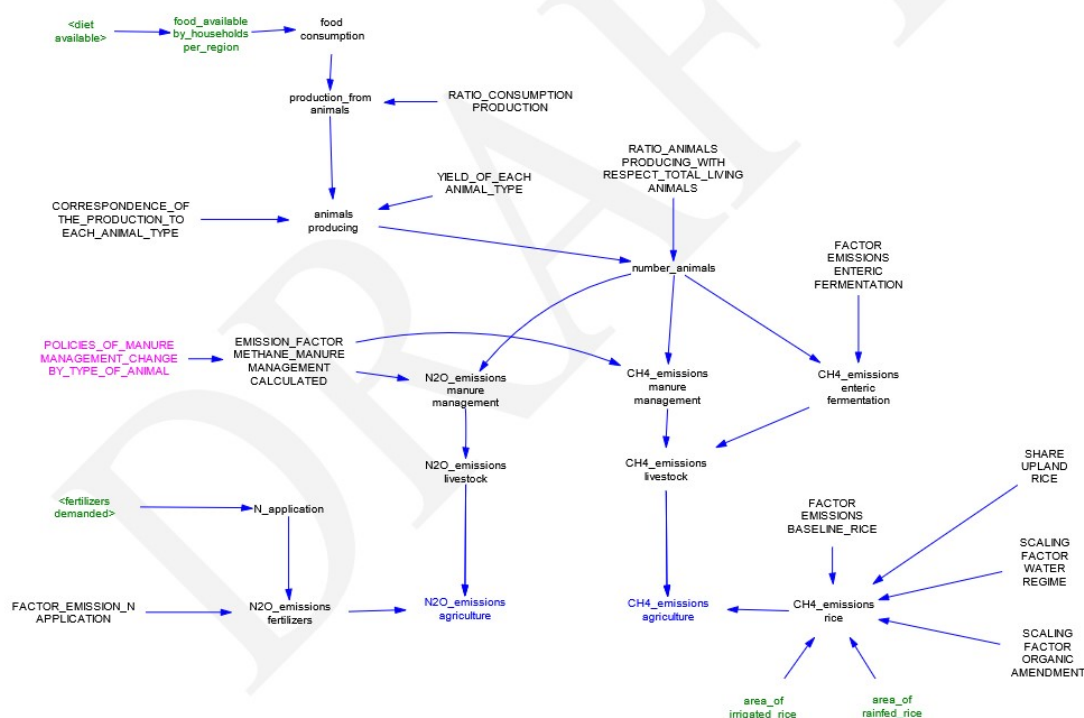 <diet
available>
food_available
by_households
per_region
food
consumption
production_from
animals
RATIO_CONSUMPTION
PRODUCTION
RATIO_ANIMALS
PRODUCING_WITH
RESPECT_TOTAL_LIVING
ANIMALS
YIELD_OF_EACH
ANIMAL_TYPE
CORRESPONDENCE_OF
THE_PRODUCTION_TO
EACH_ANIMAL_TYPE
animals
producing
number_animals
FACTOR
EMISSIONS
ENTERIC
FERMENTATION
POLICIES_OF_MANURE
MANAGEMENT_CHANGE
BY_TYPE_OF_ANIMAL
EMISSION_FACTOR
METHANE_MANURE
MANAGEMENT
CALCULATED
N2O_emissions
manure
management
CH4_emissions
manure
management
CH4_emissions
enteric
fermentation
N2O_emissions
livestock
CH4_emissions
livestock
SHARE
UPLAND
RICE
<fertilizers
demanded>
N_application
FACTOR
EMISSIONS
BASELINE_RICE
SCALING
FACTOR
WATER
REGIME
FACTOR_EMISSION_N
APPLICATION
N2O_emissions
fertilizers
N2O_emissions
agriculture
CH4_emissions
agriculture
CH4_emissions
rice
SCALING
FACTOR
ORGANIC
AMENDMENT
area_of
irrigated_rice
area_of
rainfed_rice
DRAFT